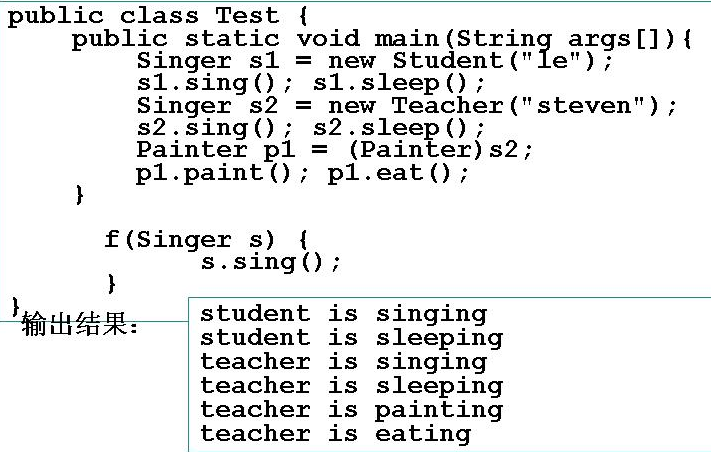 public class Test {
    public static void main(String args[]){
        Singer s1 = new Student("le");
        s1.sing(); s1.sleep();
        Singer s2 = new Teacher("steven");
        s2.sing(); s2.sleep();
        Painter p1 = (Painter)s2;
        p1.paint(); p1.eat();
    }
      f(Singer s) {
            s.sing();
      }
}
输出结果:
student is singing
student is sleeping
teacher is singing
teacher is sleeping
teacher is painting
teacher is eating